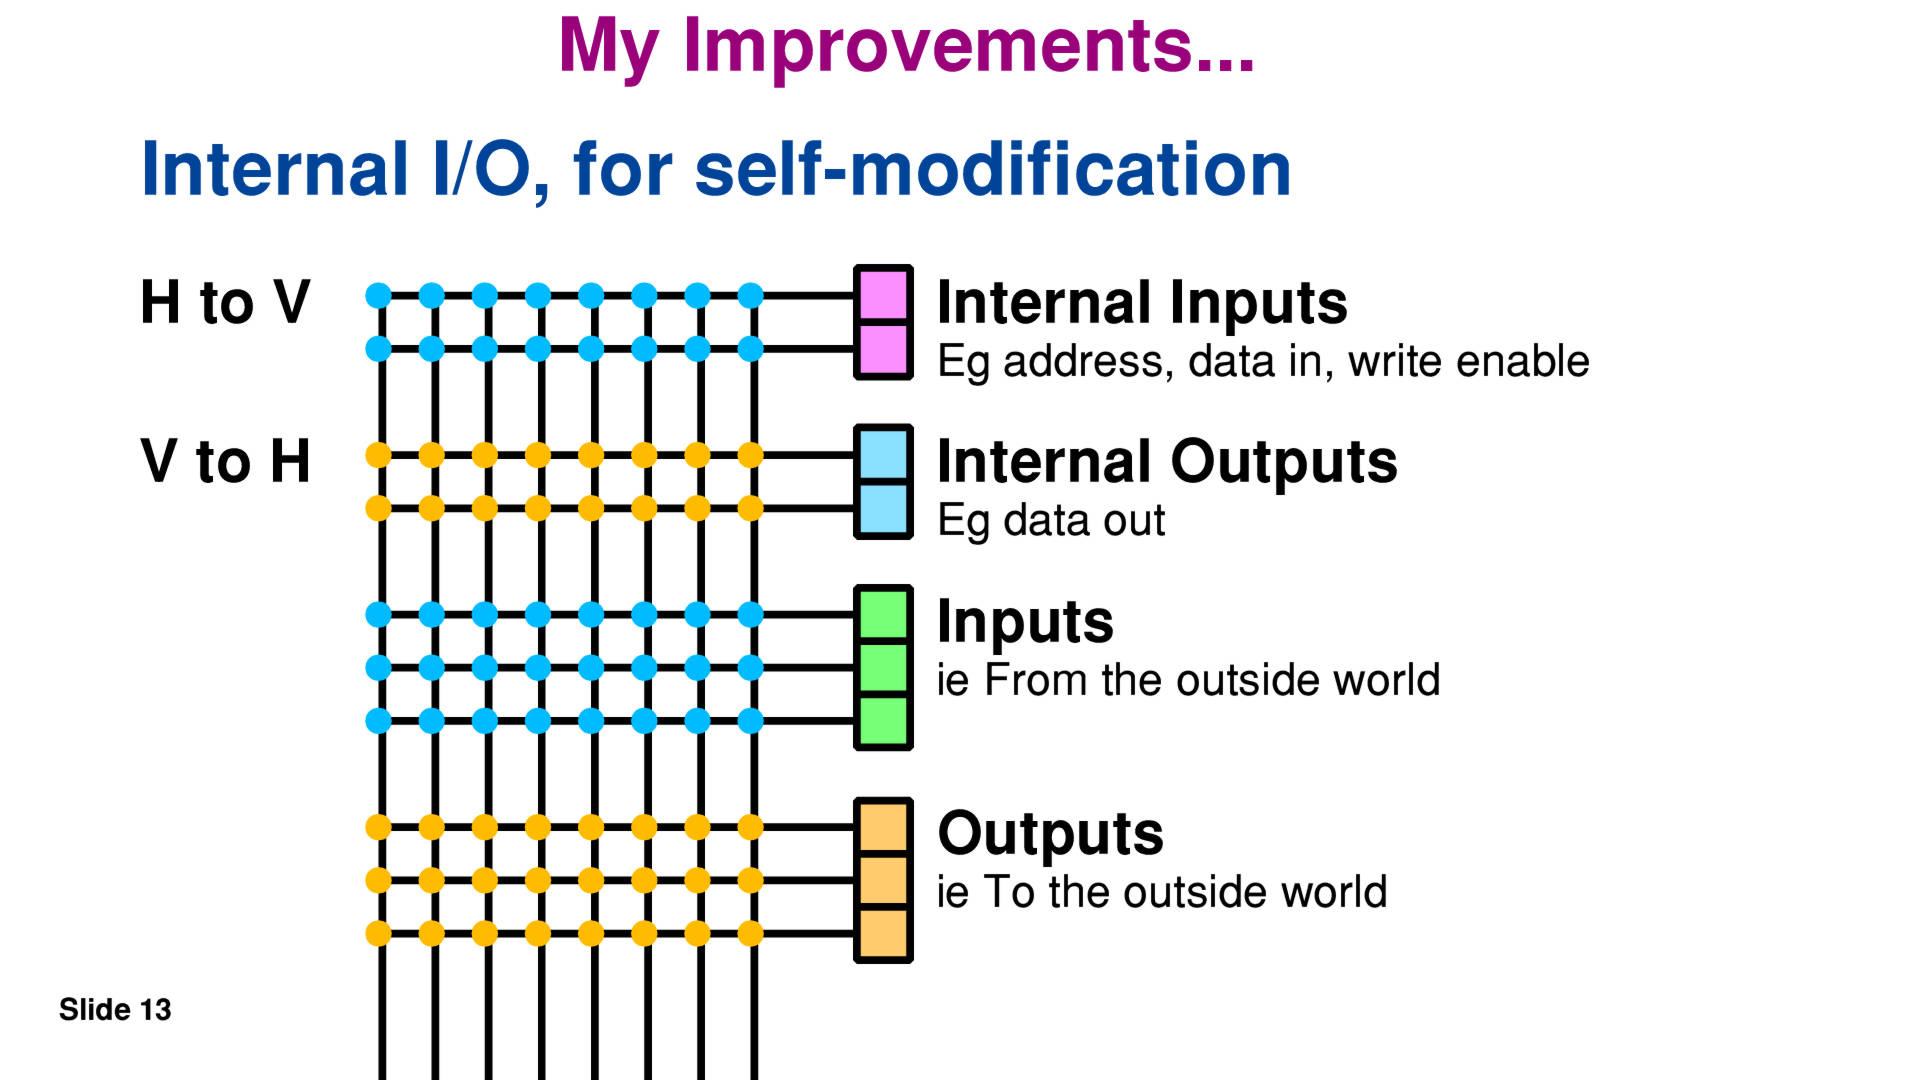 My Improvements...
Internal I/O, for self-modification
H to V
Internal Inputs
Eg address, data in, write enable
V to H
Internal Outputs
Eg data out
Inputs
ie From the outside world
Outputs
ie To the outside world
Slide 13